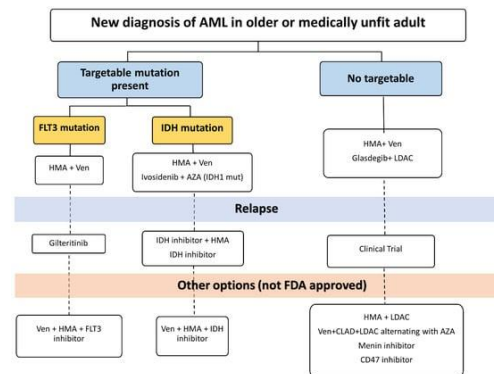 New diagnosis of AML in older or medically unfit adult
Targetable mutation
present
No targetable
FLT3 mutation
IDH mutation
HMA + Ven
HMA + Ven
Ivosidenib + AZA (IDH1 mut)
HMA+ Ven
Glasdegib+ LDAC
Relapse
Gilteritinib
IDH inhibitor + HMA
IDH inhibitor
Clinical Trial
Other options (not FDA approved)
Ven + HMA + FLT3
inhibitor
Ven + HMA + IDH
inhibitor
HMA + LDAC
Ven+CLAD+LDAC alternating with AZA
Menin inhibitor
CD47 inhibitor